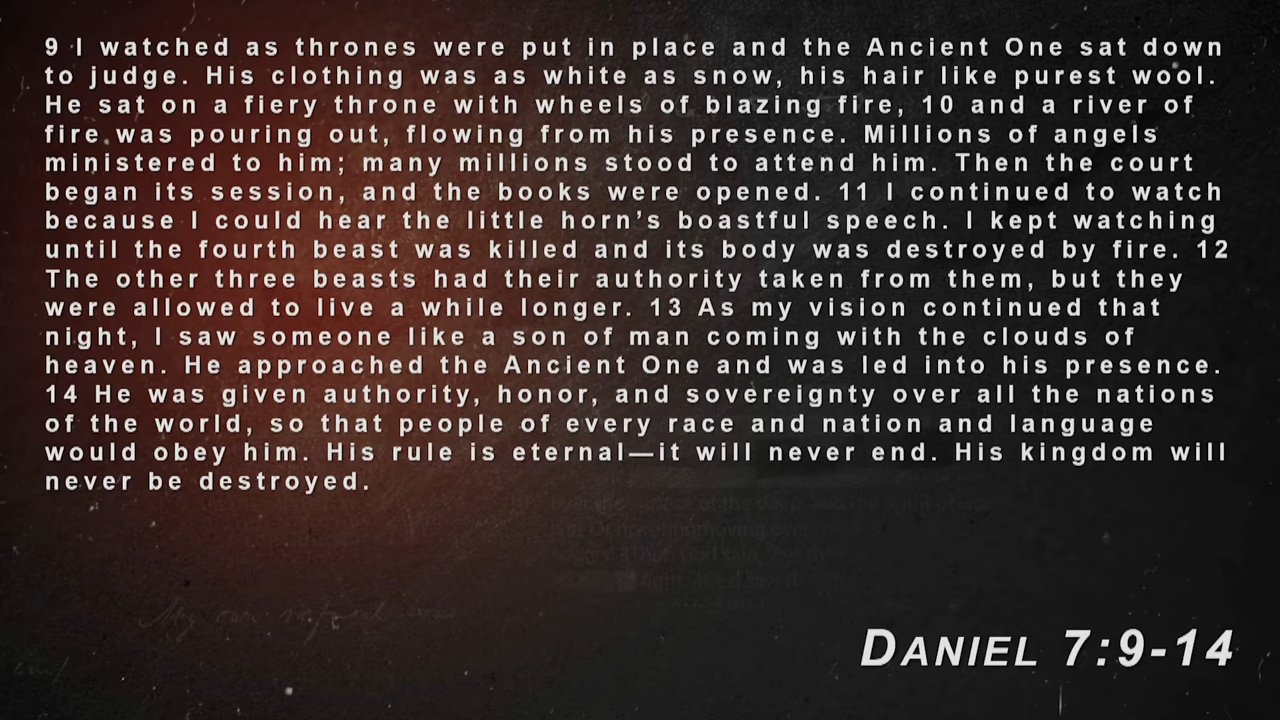 9 I watched as thrones were put in place and the Ancient One sat down
to judge. His clothing was as white as snow, his hair like purest wool.
He sat on a fiery throne with wheels of blazing fire, 10 and a river of
fire was pouring out, flowing from his presence. Millions of angels
ministered to him; many millions stood to attend him. Then the court
began its session, and the books were opened. 11 I continued to watch
because I could hear the little horn’s boastful speech. I kept watching
until the fourth beast was killed and its body was destroyed by fire. 12
The other three beasts had their authority taken from them, but they
were allowed to live a while longer. 13 As my vision continued that
night, I saw someone like a son of man coming with the clouds of
heaven. He approached the Ancient One and was led into his presence.
14 He was given authority, honor, and sovereignty over all the nations
of the world, so that people of every race and nation and language
would obey him. His rule is eternal—it will never end. His kingdom will
never be destroyed.
DANIEL 7:9-14